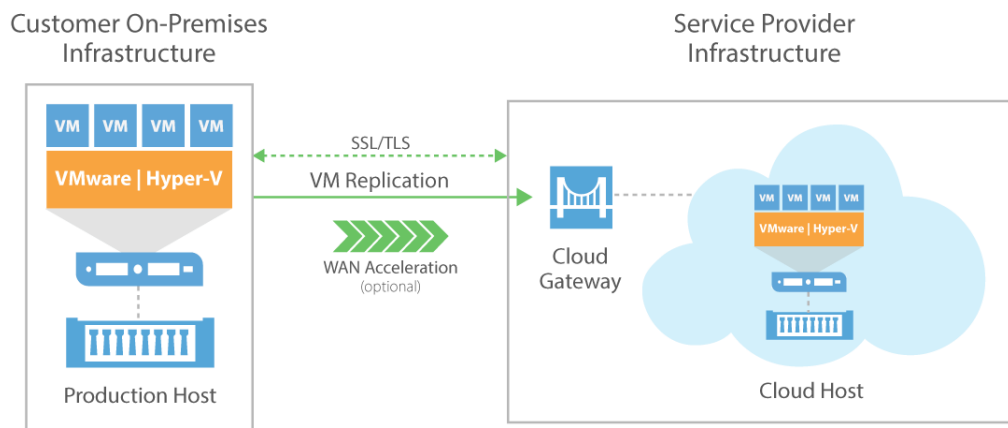 Customer On-Premises
Infrastructure
VM VM VM VM
VMware | Hyper-V
Production Host
SSL/TLS
VM Replication
WAN Acceleration
(optional)
Service Provider
Infrastructure
Cloud
Gateway
VM VM VM VM
VMware | Hyper-V
Cloud Host